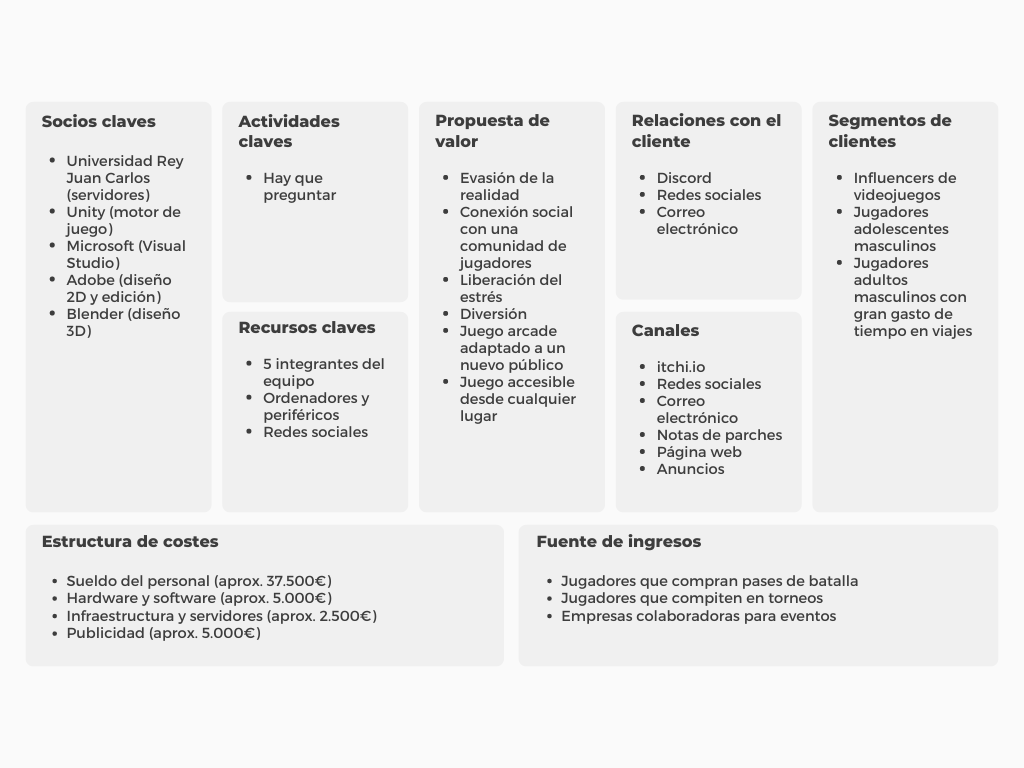 Socios claves
• Universidad Rey
Juan Carlos
(servidores)
• Unity (motor de
juego)
• Microsoft (Visual
Studio)
• Adobe (diseño
2D y edición)
• Blender (diseño
3D)
Actividades
claves
• Hay que
preguntar
Recursos claves
• 5 integrantes del
equipo
• Ordenadores y
periféricos
• Redes sociales
Propuesta de
valor
• Evasión de la
realidad
• Conexión social
con una
comunidad de
jugadores
• Liberación del
estrés
• Diversión
• Juego arcade
adaptado a un
nuevo público
• Juego accesible
desde cualquier
lugar
Relaciones con el
cliente
• Discord
• Redes sociales
• Correo
electrónico
Canales
• itchi.io
• Redes sociales
• Correo
electrónico
• Notas de parches
• Página web
• Anuncios
Segmentos de
clientes
• Influencers de
videojuegos
• Jugadores
adolescentes
masculinos
• Jugadores
adultos
masculinos con
gran gasto de
tiempo en viajes
Estructura de costes
• Sueldo del personal (aprox. 37.500€)
• Hardware y software (aprox. 5.000€)
• Infraestructura y servidores (aprox. 2.500€)
• Publicidad (aprox. 5.000€)
Fuente de ingresos
• Jugadores que compran pases de batalla
• Jugadores que compiten en torneos
• Empresas colaboradoras para eventos